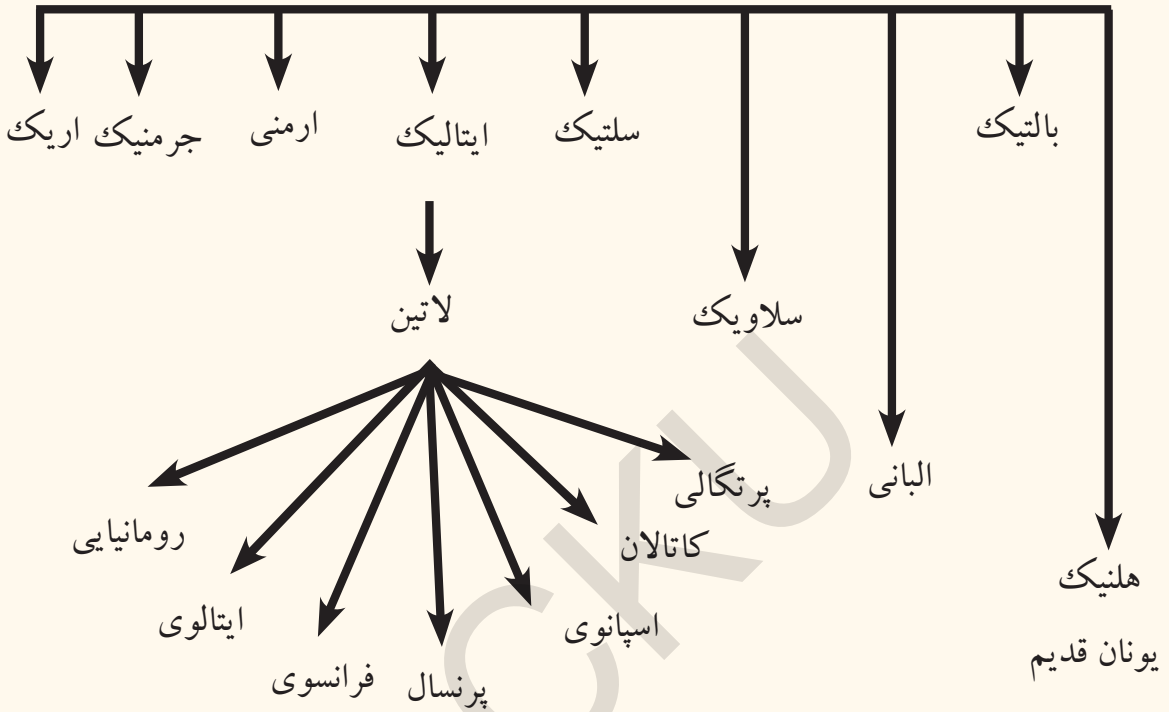 بالتیک
سلتیک
ایتالیک
ارمنی
جرمنیک
اریک
سلاویک
لاتین
البانی
پرتگالی
کاتالان
اسپانوی
پرنسال
فرانسوی
ایتالوی
رومانیایی
هلنیک
یونان قدیم
CKU